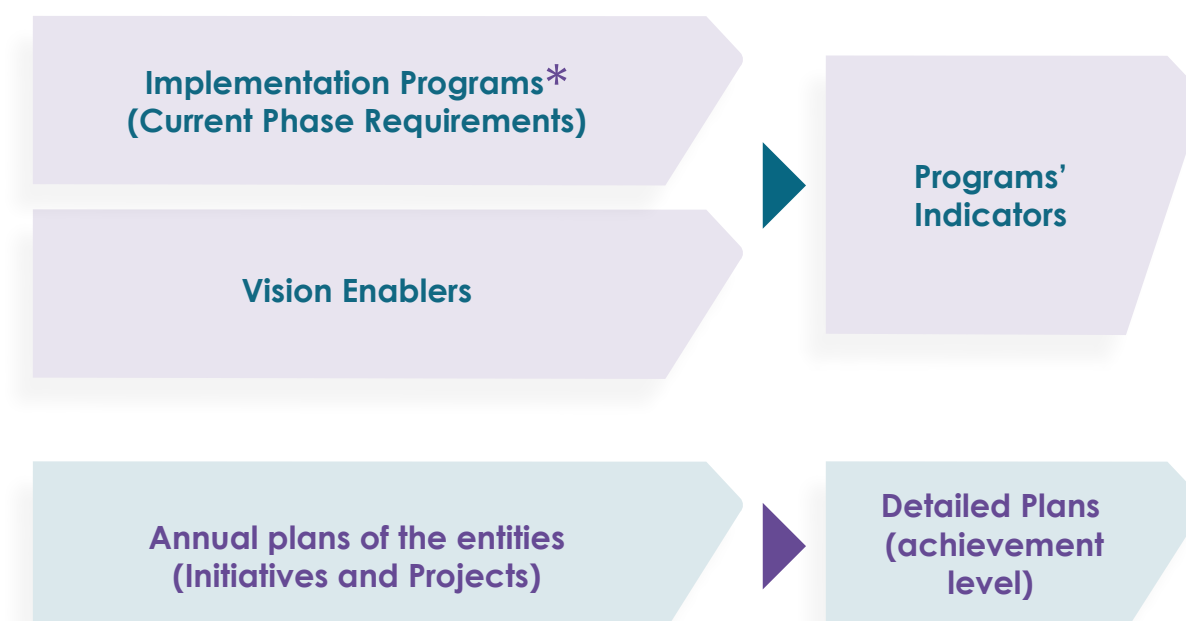 Implementation Programs*
(Current Phase Requirements)
Programs’
Indicators
Vision Enablers
Annual plans of the entities
(Initiatives and Projects)
Detailed Plans
(achievement
level)